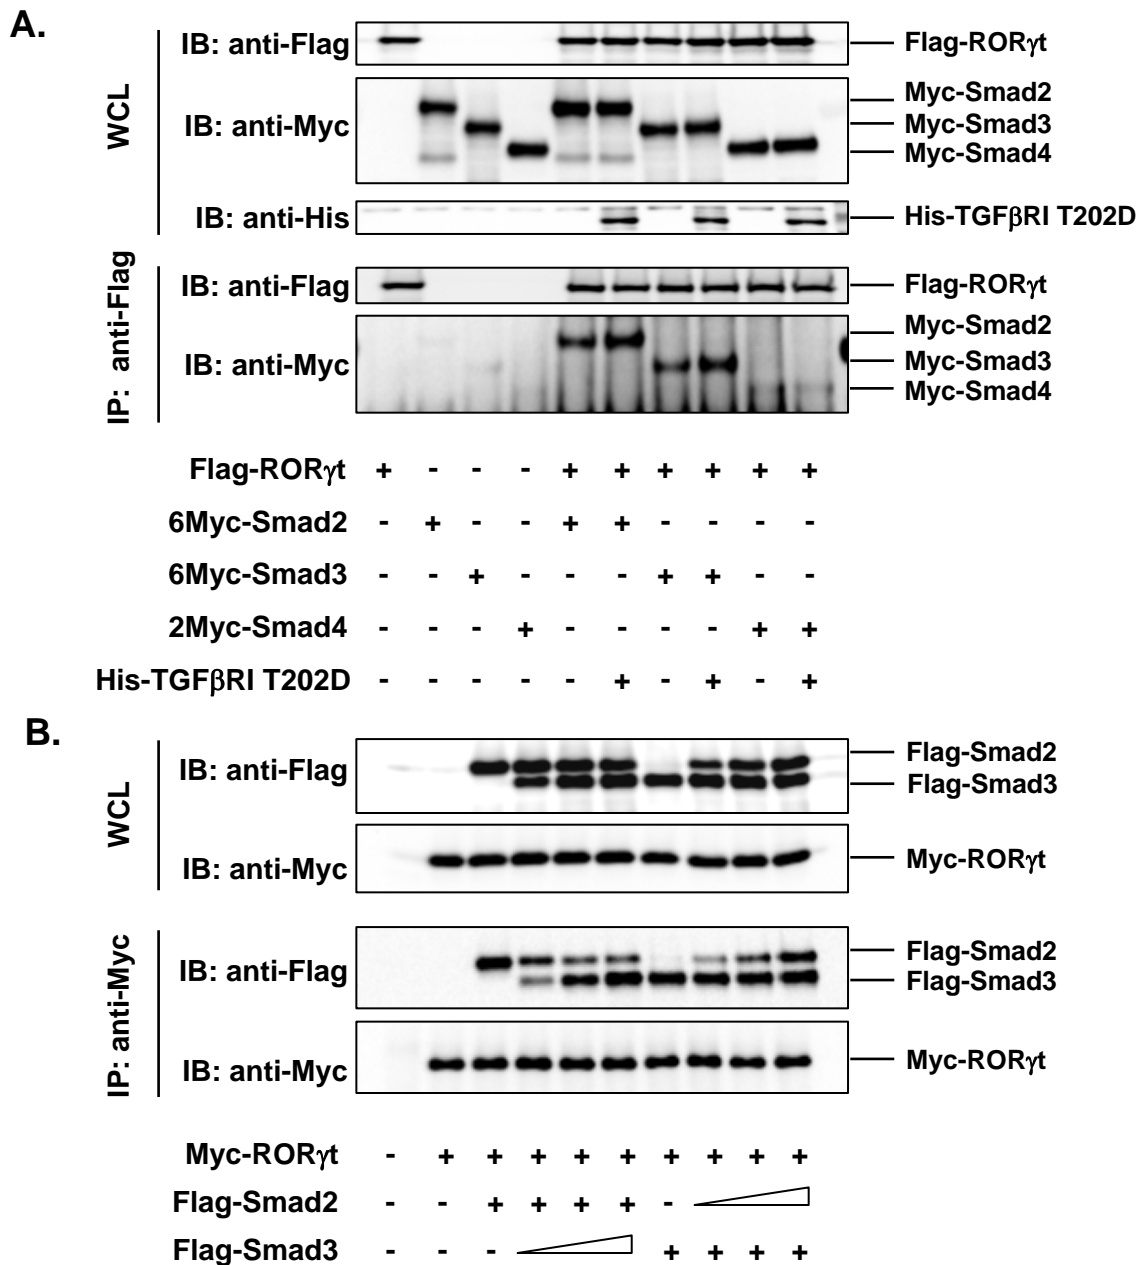 A.
WCL
IB: anti-Flag
Flag-RORγt
IB: anti-Myc
Myc-Smad2
Myc-Smad3
Myc-Smad4
IB: anti-His
His-TGFβRI T202D
IP: anti-Flag
IB: anti-Flag
Flag-RORγt
IB: anti-Myc
Myc-Smad2
Myc-Smad3
Myc-Smad4
Flag-RORγt + - - - + + + + + +
6Myc-Smad2 - + - - + + - - - -
6Myc-Smad3 - - + - - - + + - -
2Myc-Smad4 - - - + - - - - + +
His-TGFβRI T202D - - - - - + - + - +
B.
WCL
IB: anti-Flag
Flag-Smad2
Flag-Smad3
IB: anti-Myc
Myc-RORγt
IP: anti-Myc
IB: anti-Flag
Flag-Smad2
Flag-Smad3
IB: anti-Myc
Myc-RORγt
Myc-RORγt - + + + + + + + + +
Flag-Smad2 - - + + + + -
Flag-Smad3 - - - + + + +